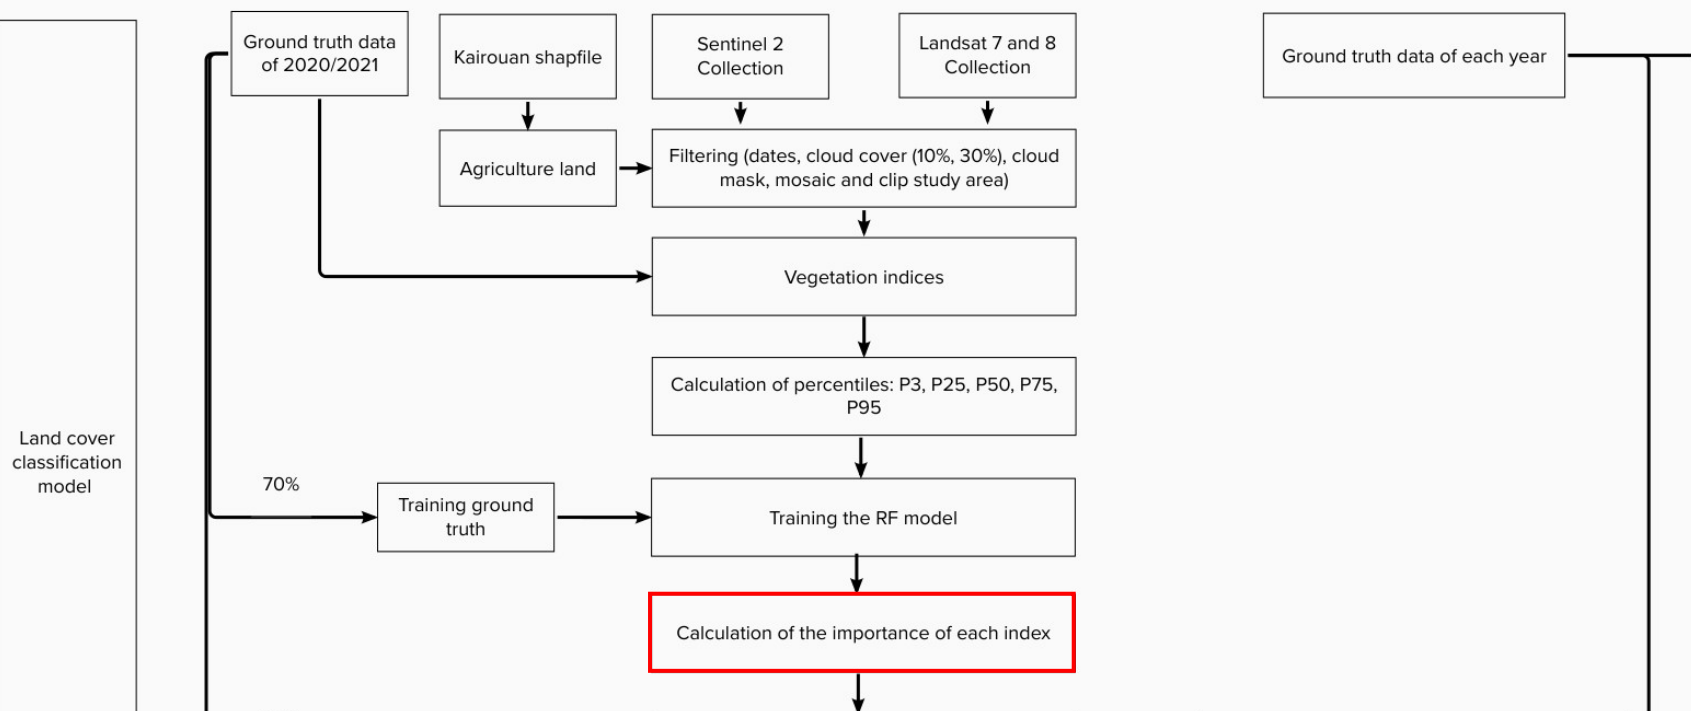 Ground truth data
of 2020/2021
Kairouan shapfile
Sentinel 2
Collection
Landsat 7 and 8
Collection
Ground truth data of each year
Agriculture land
Filtering (dates, cloud cover (10%, 30%), cloud
mask, mosaic and clip study area)
Vegetation indices
Calculation of percentiles: P3, P25, P50, P75,
P95
Land cover
classification
model
70%
Training ground
truth
Training the RF model
Calculation of the importance of each index